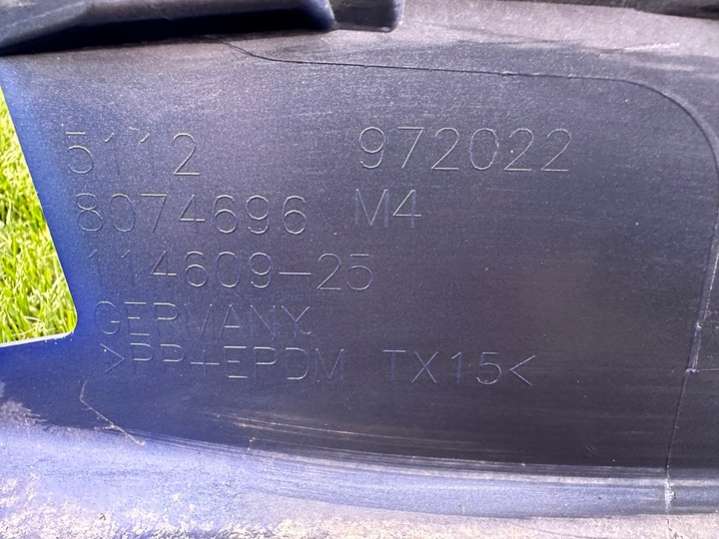 5112 972022
8074696 M4
114609-25
GERMANY
>PP+EPDM TX15<